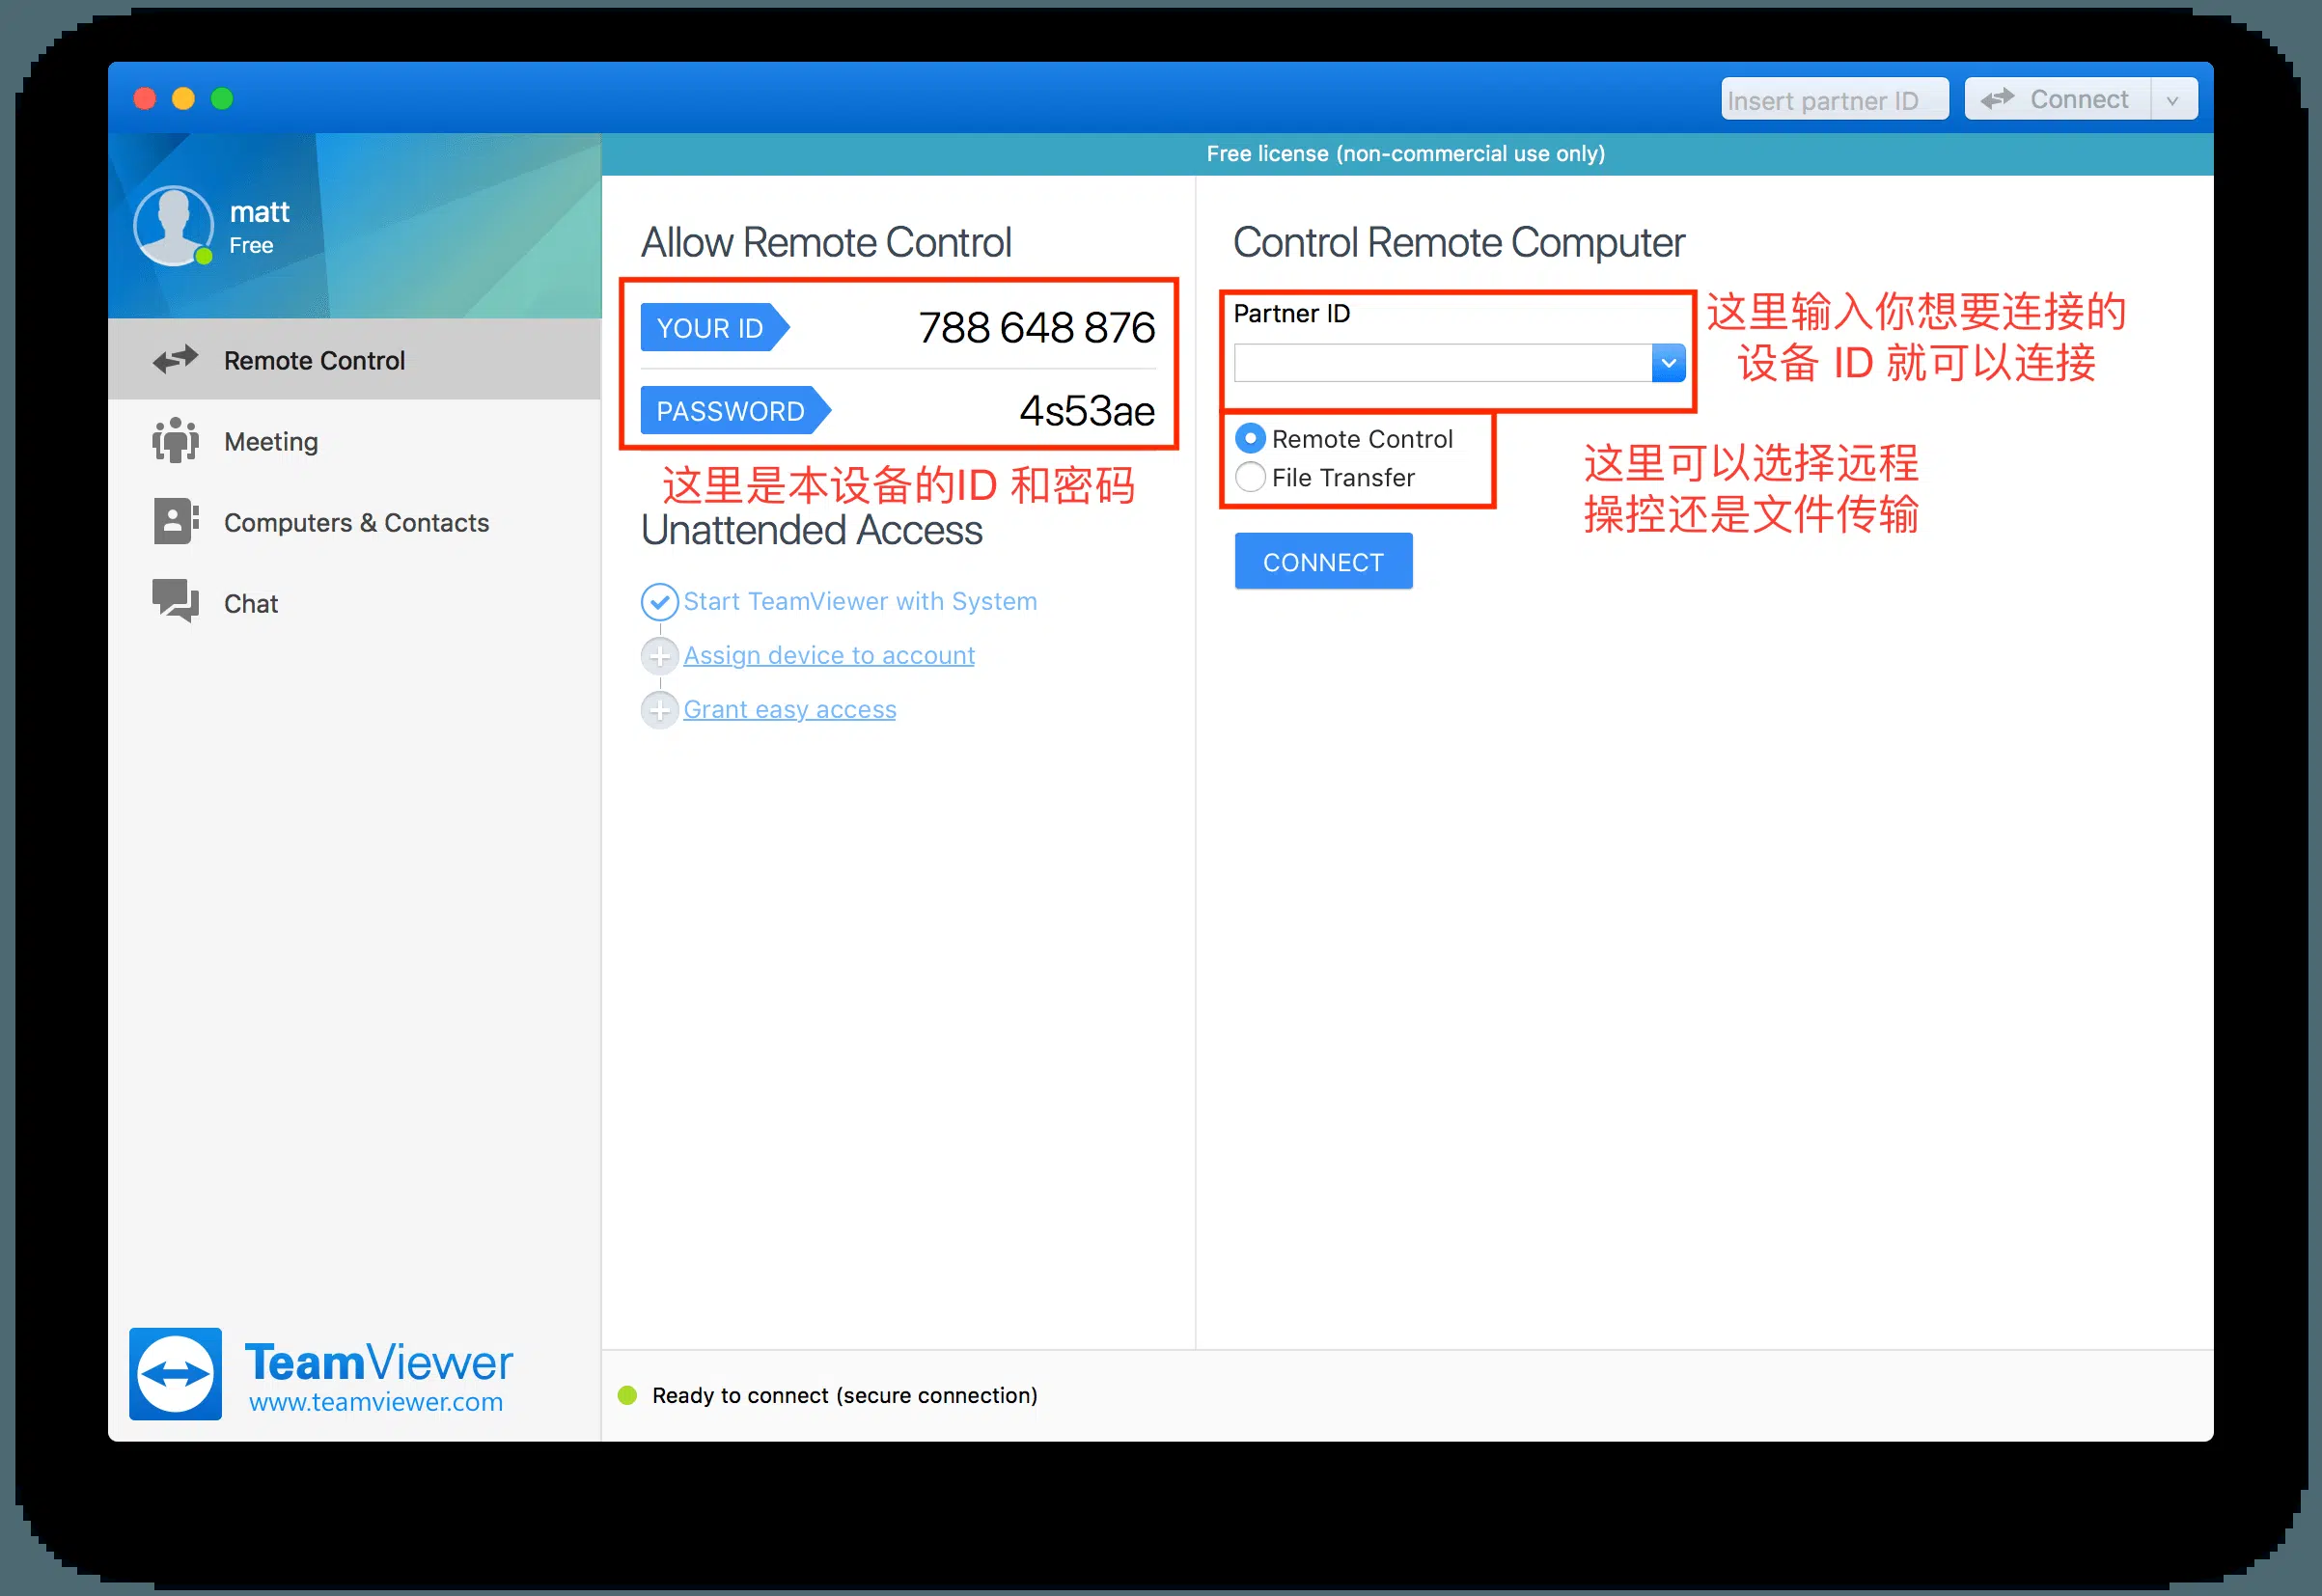 Insert partner ID
Connect
Free license (non-commercial use only)
matt
Free
Remote Control
Meeting
Computers & Contacts
Chat
TeamViewer
www.teamviewer.com
Allow Remote Control
YOUR ID 788 648 876
PASSWORD 4s53ae
这里是本设备的ID 和密码
Unattended Access
Start TeamViewer with System
Assign device to account
Grant easy access
Control Remote Computer
Partner ID
这里输入你想要连接的
设备 ID 就可以连接
Remote Control
File Transfer
这里可以选择远程
操控还是文件传输
CONNECT
Ready to connect (secure connection)